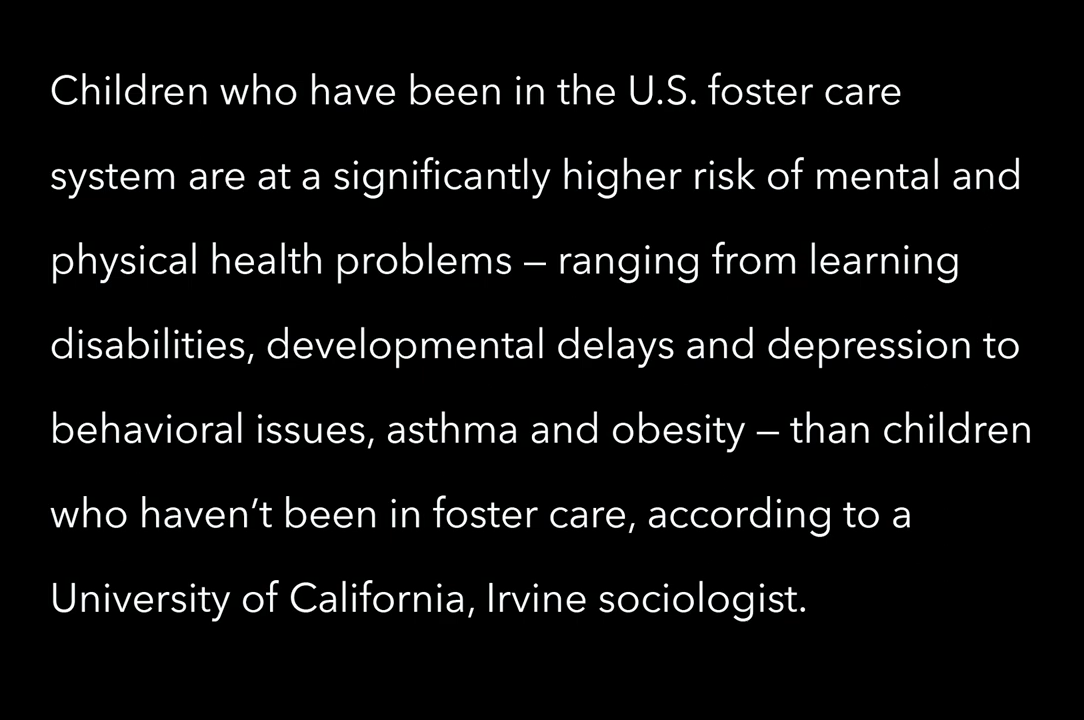 Children who have been in the U.S. foster care
system are at a significantly higher risk of mental and
physical health problems – ranging from learning
disabilities, developmental delays and depression to
behavioral issues, asthma and obesity – than children
who haven’t been in foster care, according to a
University of California, Irvine sociologist.